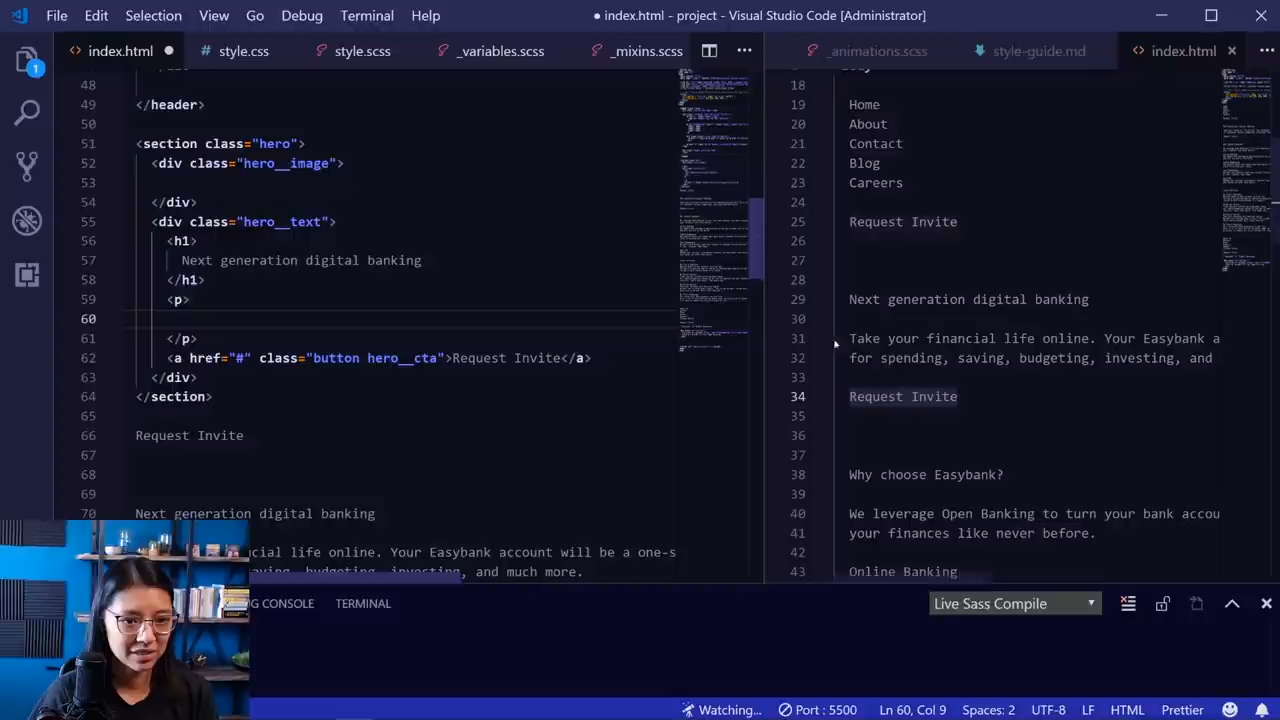 File Edit Selection View Go Debug Terminal Help ● index.html - project - Visual Studio Code [Administrator]
index.html style.css style.scss _variables.scss _mixins.scss
48
49 </header>
50
51 <section class="hero">
52 <div class="hero__image">
53
54 </div>
55 <div class="hero__text">
56 <h1>
57 Next generation digital banking
58 </h1>
59 <p>
60
61 </p>
62 <a href="#" class="button hero__cta">Request Invite</a>
63 </div>
64 </section>
65
66 Request Invite
67
68
69
70 Next generation digital banking
cial life online. Your Easybank account will be a one-s
aving, budgeting, investing, and much more.
_animations.scss style-guide.md index.html
18
19 Home
20 About
21 Contact
22 Blog
23 Careers
24
25 Request Invite
26
27
28
29 Next generation digital banking
30
31 Take your financial life online. Your Easybank a
32 for spending, saving, budgeting, investing, and
33
34 Request Invite
35
36
37
38 Why choose Easybank?
39
40 We leverage Open Banking to turn your bank accou
41 your finances like never before.
42
43 Online Banking
G CONSOLE TERMINAL Live Sass Compile
Watching... Port : 5500 Ln 60, Col 9 Spaces: 2 UTF-8 LF HTML Prettier
1